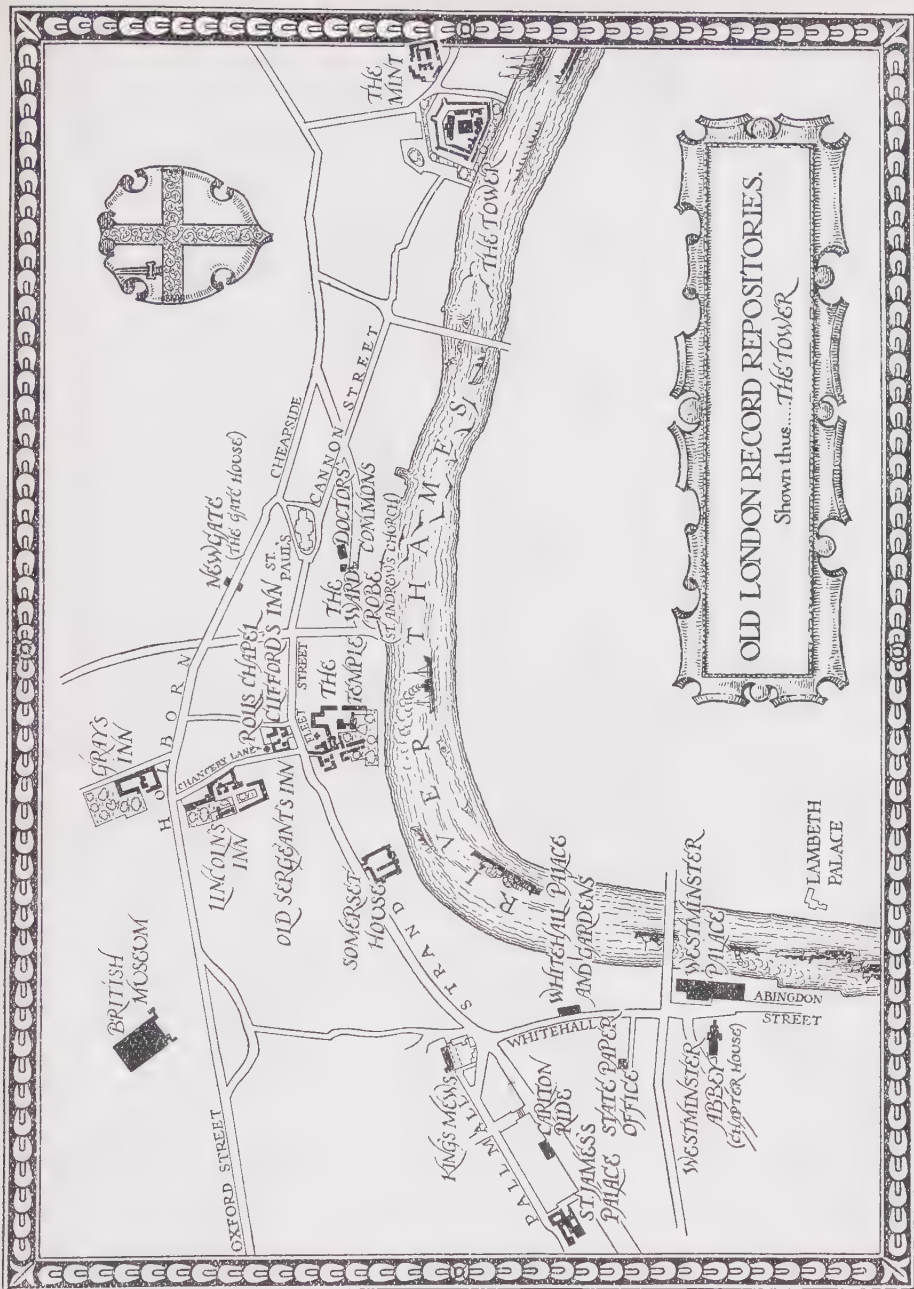 OLD LONDON RECORD REPOSITORIES.
Shown thus.....THE TOWER
THE
MINT
THE TOWER
CHEAPSIDE
CANNON STREET
NEWGATE
(THE GATE HOUSE)
ST.
PAULS
DOCTORS
COMMONS
THE
WARD
ROBE
(ST. ANDREWS CHURCH)
RIVER THAMES
HOLBORN
GRAY'S
INN
ROLLS CHAPEL
CLIFFORD'S INN
FLEET STREET
THE
TEMPLE
CHANCERY LANE
LINCOLN'S
INN
OLD SERGEANTS INN
SOMERSET
HOUSE
STRAND
BRITISH
MUSEUM
OXFORD STREET
KINGS MEWS
PALL MALL
CARLTON
RIDE
ST. JAMES'S
PALACE
STATE PAPER
OFFICE
WHITEHALL
WHITEHALL PALACE
AND GARDENS
WESTMINSTER
PALACE
ABINGDON
STREET
WESTMINSTER
ABBEY
(CHAPTER HOUSE)
LAMBETH
PALACE